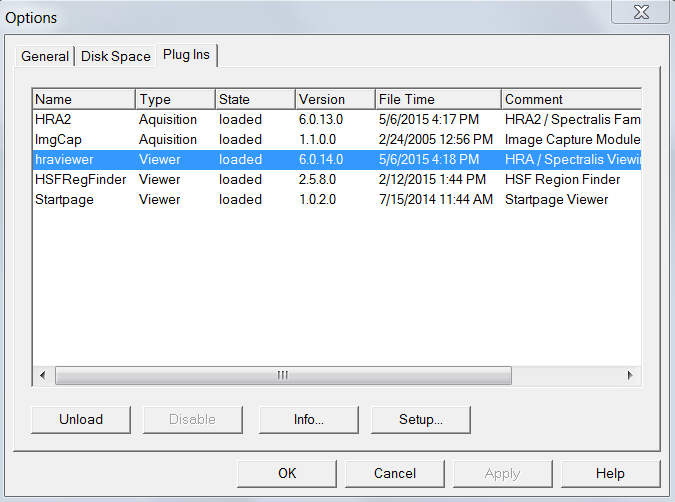 Options
General Disk Space Plug Ins
Name Type State Version File Time Comment
HRA2 Aquisition loaded 6.0.13.0 5/6/2015 4:17 PM HRA2 / Spectralis Fam
ImgCap Aquisition loaded 1.1.0.0 2/24/2005 12:56 PM Image Capture Module
hraviewer Viewer loaded 6.0.14.0 5/6/2015 4:18 PM HRA / Spectralis Viewi
HSFRegFinder Viewer loaded 2.5.8.0 2/12/2015 1:44 PM HSF Region Finder
Startpage Viewer loaded 1.0.2.0 7/15/2014 11:44 AM Startpage Viewer
Unload Disable Info... Setup...
OK Cancel Apply Help